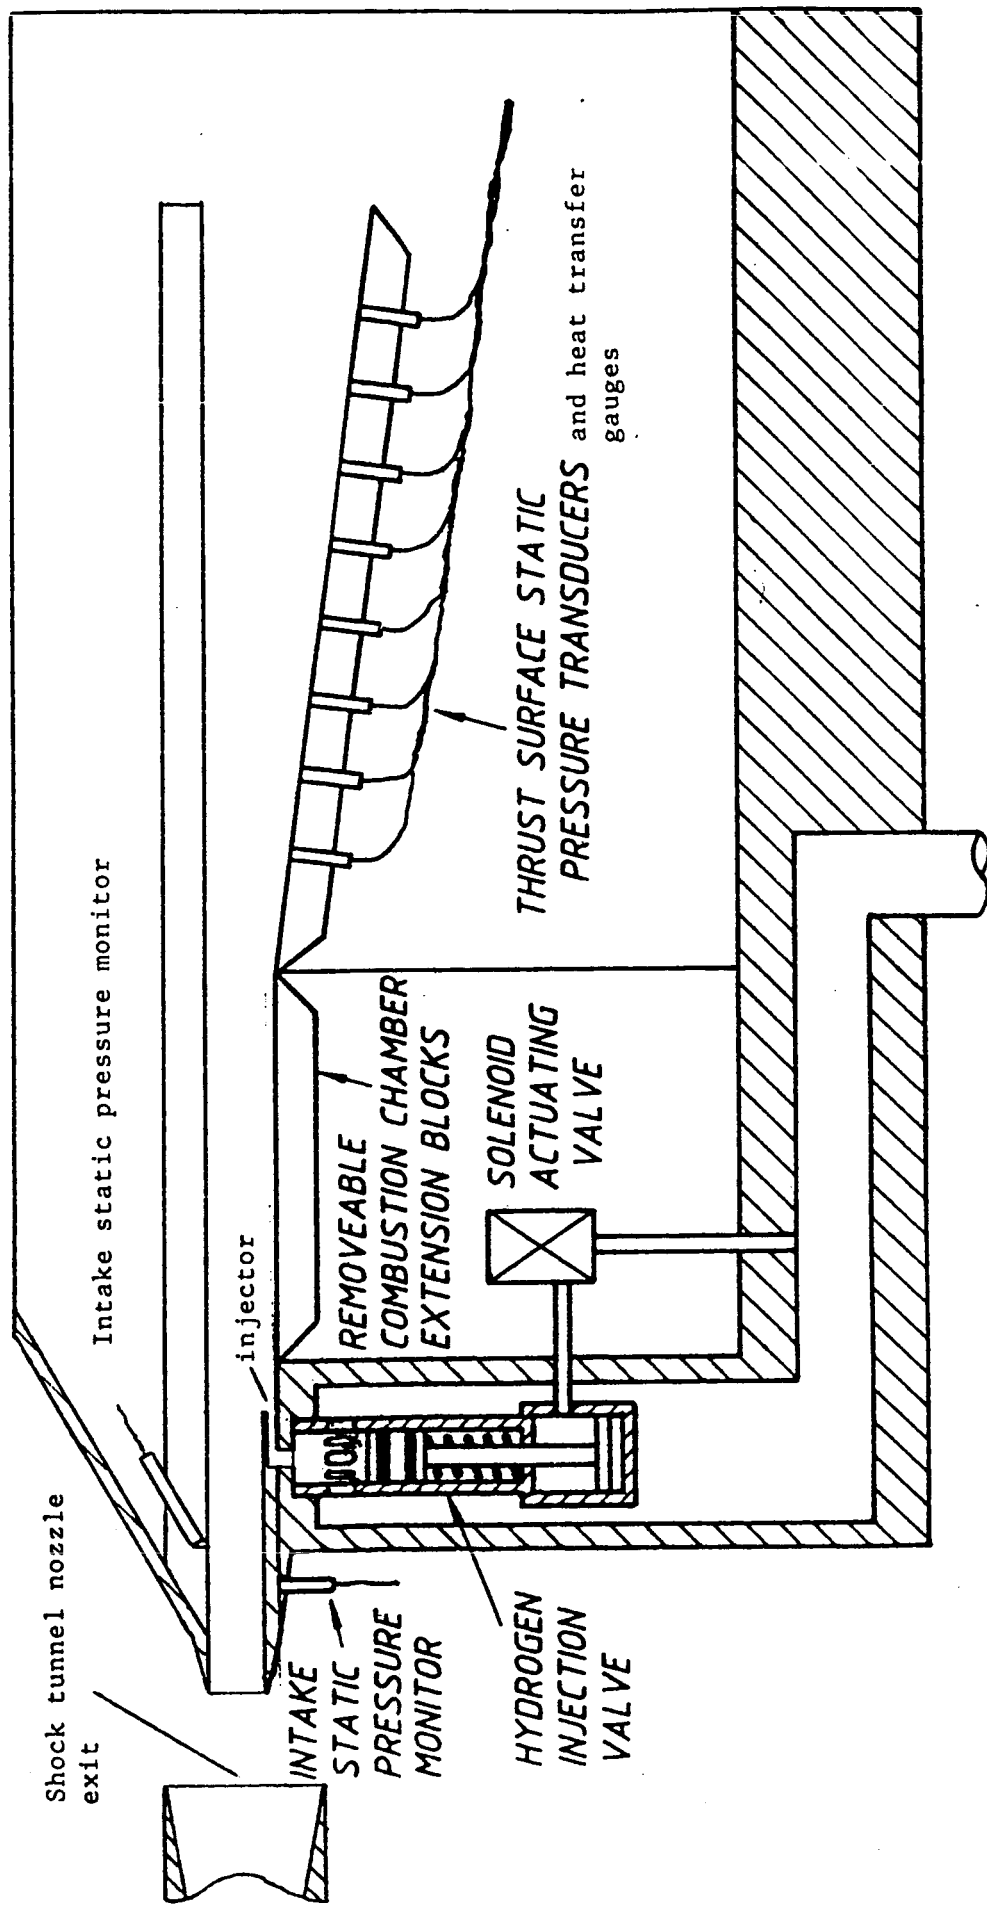 Shock tunnel nozzle
exit
Intake static pressure monitor
injector
INTAKE
STATIC
PRESSURE
MONITOR
HYDROGEN
INJECTION
VALVE
REMOVEABLE
COMBUSTION CHAMBER
EXTENSION BLOCKS
SOLENOID
ACTUATING
VALVE
THRUST SURFACE STATIC
PRESSURE TRANSDUCERS and heat transfer
gauges